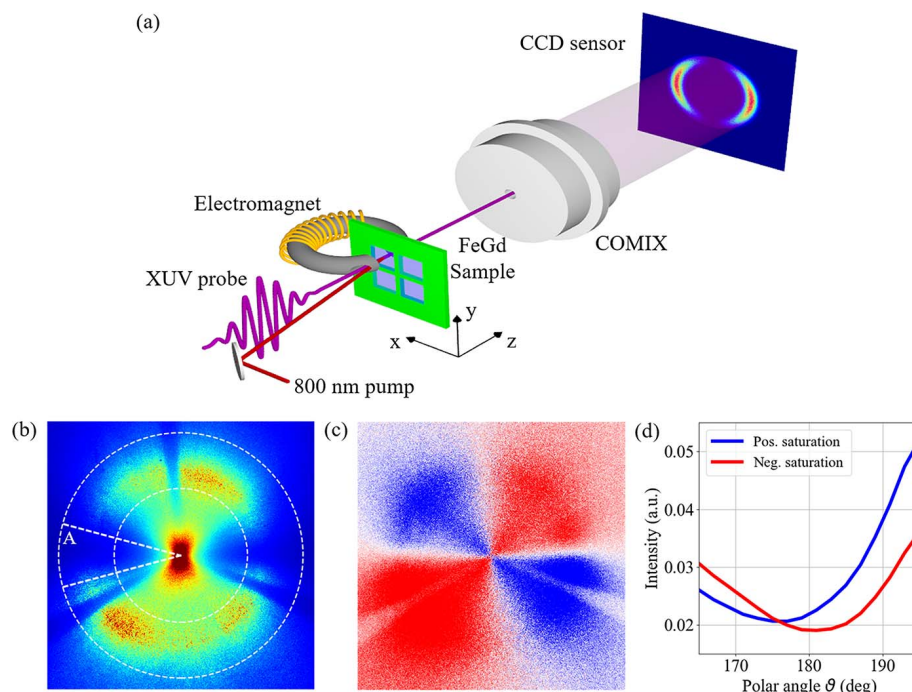 (a)
CCD sensor
Electromagnet
FeGd
Sample
COMIX
XUV probe
y
x
z
800 nm pump
(b)
A
(c)
(d)
Pos. saturation
Neg. saturation
Intensity (a.u.)
0.05
0.04
0.03
0.02
170
180
190
Polar angle ϑ (deg)